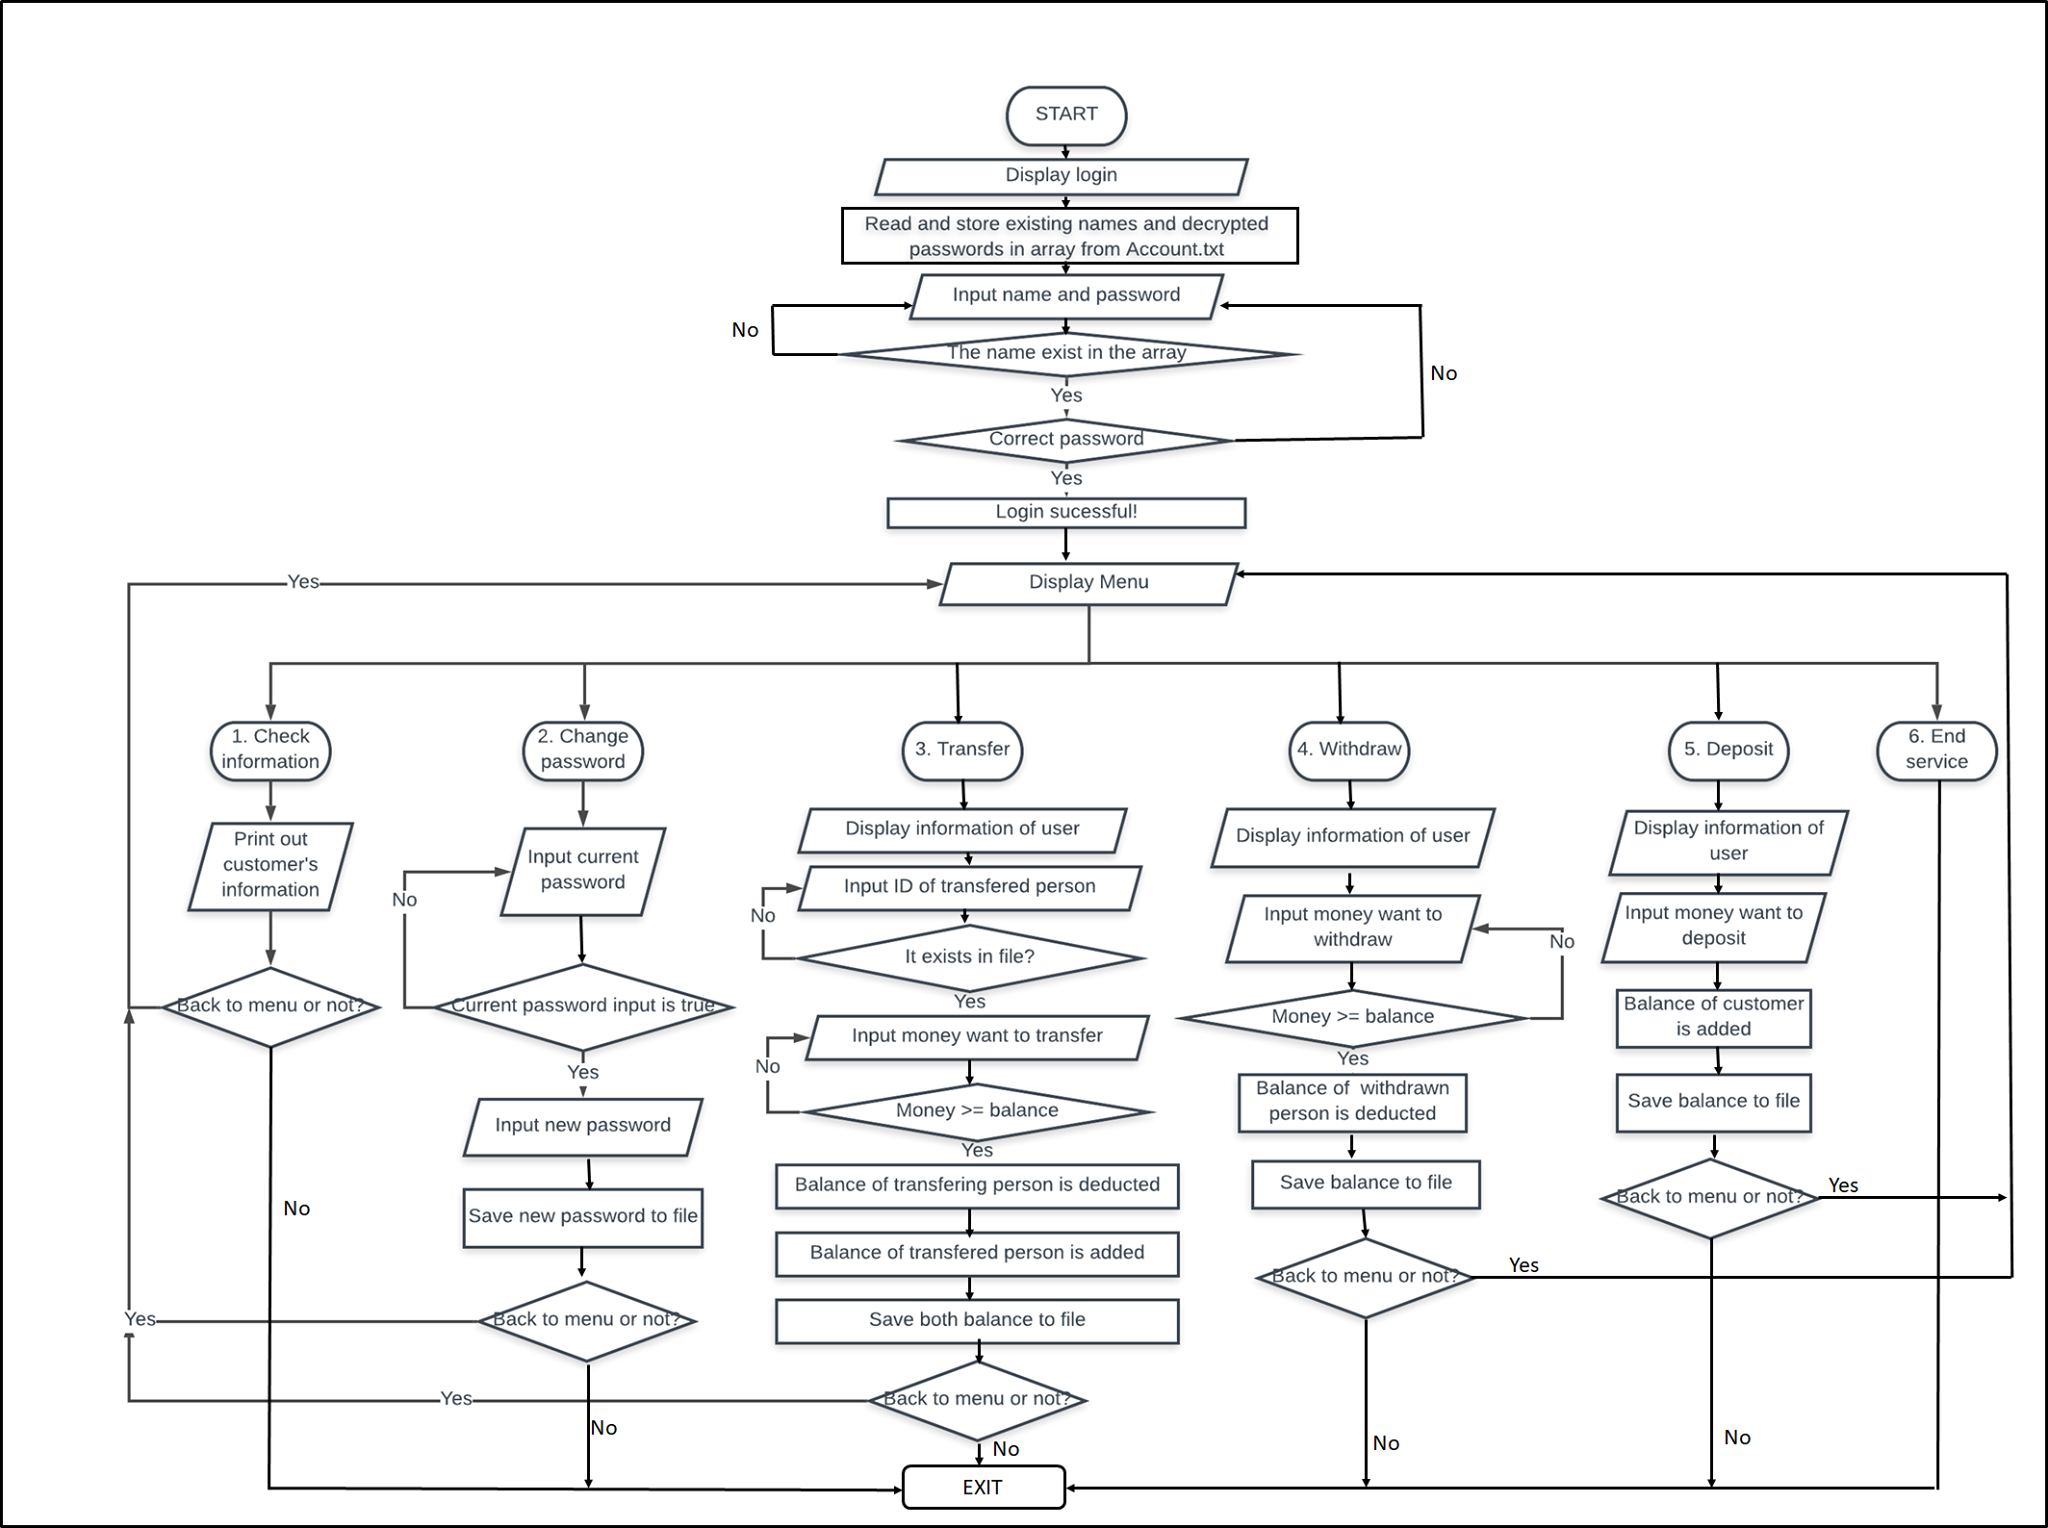 START
Display login
Read and store existing names and decrypted
passwords in array from Account.txt
Input name and password
No
The name exist in the array
No
Yes
Correct password
Yes
Login sucessful!
Yes
Display Menu
1. Check
information
2. Change
password
3. Transfer
4. Withdraw
5. Deposit
6. End
service
Print out
customer's
information
Back to menu or not?
No
Input current
password
No
Current password input is true
Yes
Input new password
Save new password to file
Back to menu or not?
Yes
No
Display information of user
Input ID of transfered person
No
It exists in file?
Yes
Input money want to transfer
No
Money >= balance
Yes
Balance of transfering person is deducted
Balance of transfered person is added
Save both balance to file
Back to menu or not?
Yes
No
Display information of user
Input money want to
withdraw
No
Money >= balance
Yes
Balance of  withdrawn
person is deducted
Save balance to file
Back to menu or not?
Yes
No
Display information of
user
Input money want to
deposit
Balance of customer
is added
Save balance to file
Back to menu or not?
Yes
No
EXIT